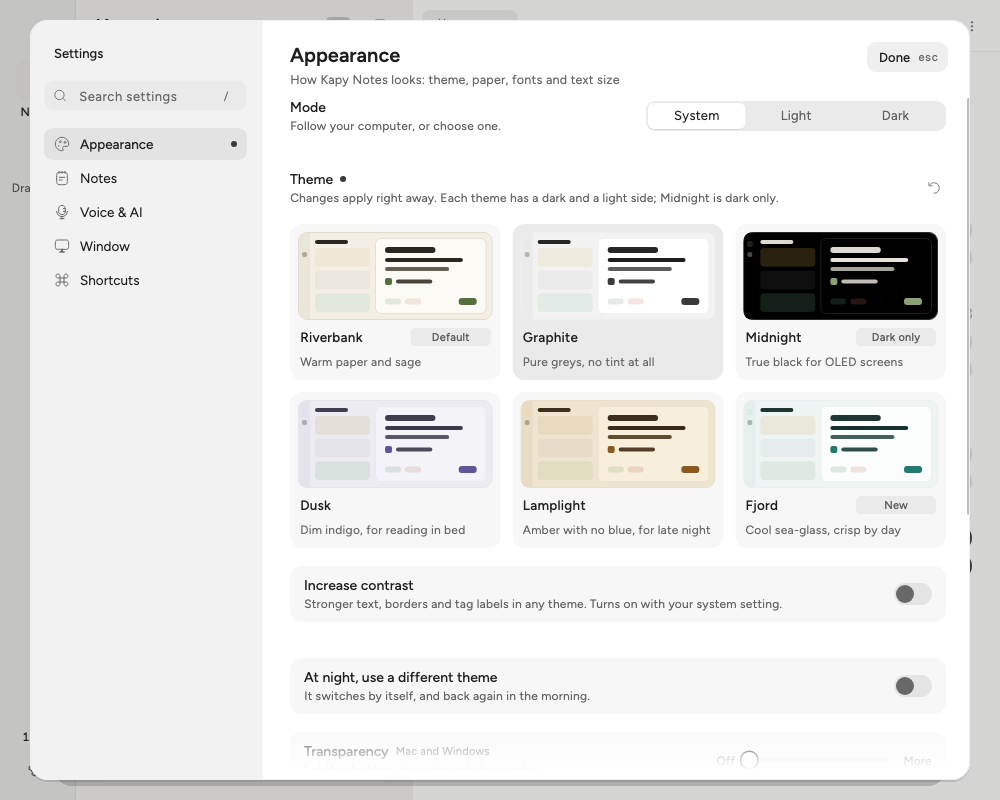 Settings
Search settings /
Appearance
Notes
Voice & AI
Window
Shortcuts
Appearance
How Kapy Notes looks: theme, paper, fonts and text size
Done esc
Mode
Follow your computer, or choose one.
System Light Dark
Theme
Changes apply right away. Each theme has a dark and a light side; Midnight is dark only.
Riverbank Default
Warm paper and sage
Graphite
Pure greys, no tint at all
Midnight Dark only
True black for OLED screens
Dusk
Dim indigo, for reading in bed
Lamplight
Amber with no blue, for late night
Fjord New
Cool sea-glass, crisp by day
Increase contrast
Stronger text, borders and tag labels in any theme. Turns on with your system setting.
At night, use a different theme
It switches by itself, and back again in the morning.
Transparency Mac and Windows
Off More
N
Dra
1